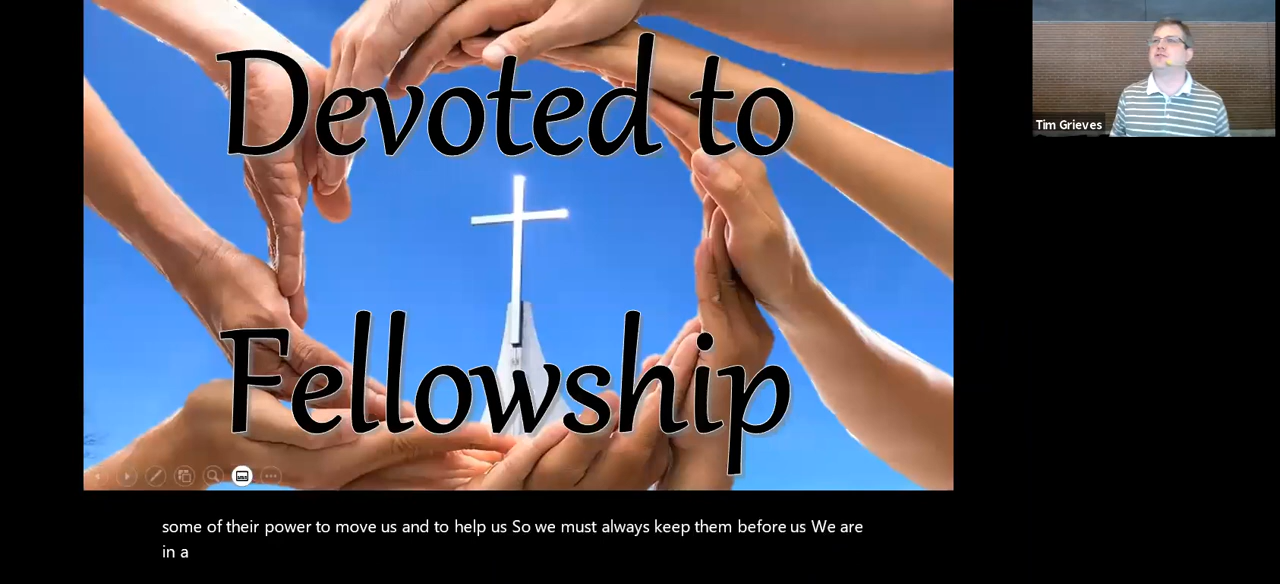 Devoted to
Fellowship
Tim Grieves
some of their power to move us and to help us So we must always keep them before us We are
in a